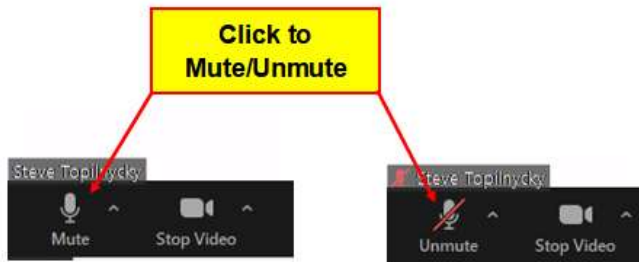 Click to
Mute/Unmute
Steve Topilnycky
Mute
Stop Video
Steve Topilnycky
Unmute
Stop Video